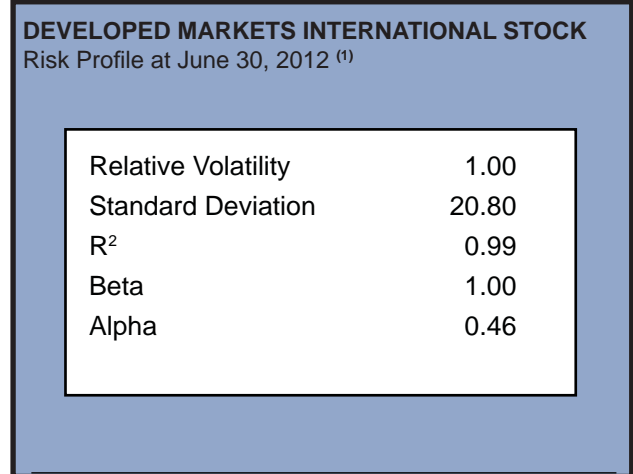 DEVELOPED MARKETS INTERNATIONAL STOCK
Risk Profile at June 30, 2012 (1)
Relative Volatility 1.00
Standard Deviation 20.80
R² 0.99
Beta 1.00
Alpha 0.46